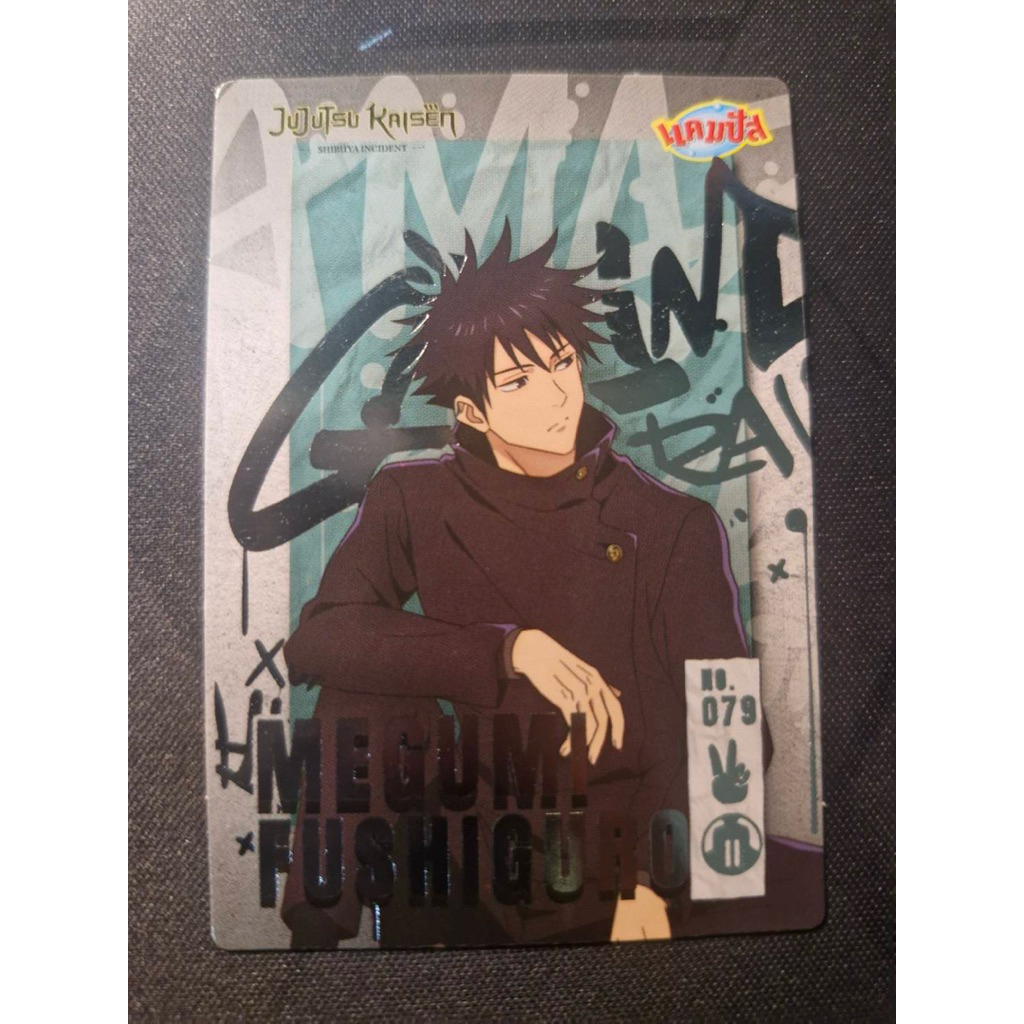 JUJUTSU KAISEN
SHIBUYA INCIDENT
แคมปัส
NO.
079
MEGUMI
FUSHIGURO